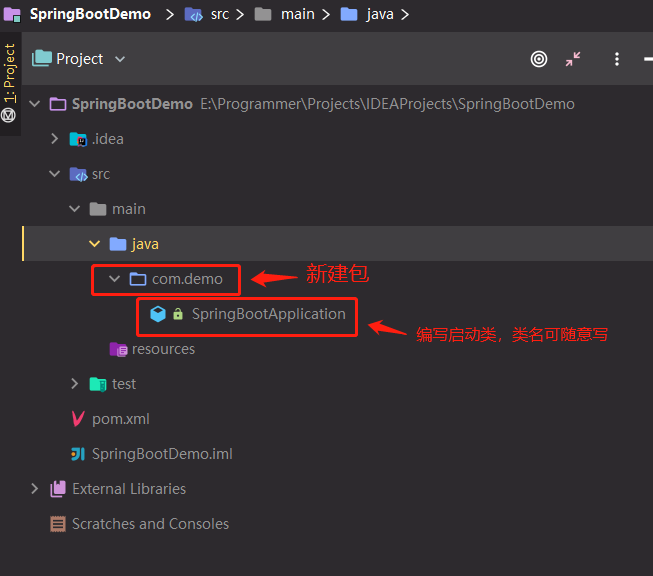 SpringBootDemo > src > main > java >
1: Project
Project
SpringBootDemo E:\Programmer\Projects\IDEAProjects\SpringBootDemo
.idea
src
main
java
com.demo
新建包
SpringBootApplication
编写启动类，类名可随意写
resources
test
pom.xml
SpringBootDemo.iml
External Libraries
Scratches and Consoles